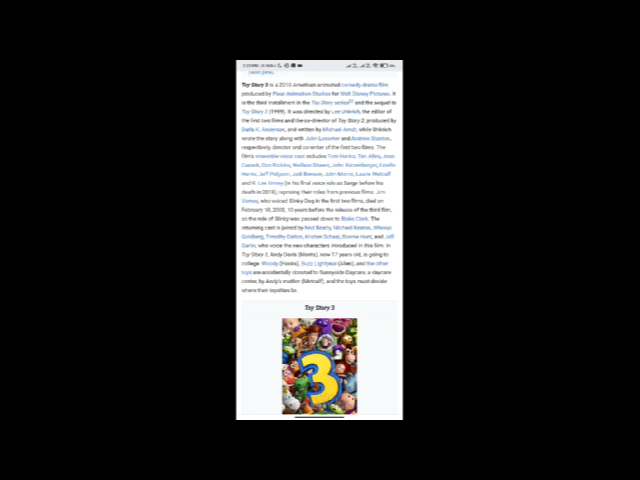 Toy Story 3 is a 2010 American animated comedy-drama film
produced by Pixar Animation Studios for Walt Disney Pictures. It
is the third installment in the Toy Story series and the sequel to
Toy Story 2 (1999). It was directed by Lee Unkrich, the editor of
the first two films and the co-director of Toy Story 2, produced by
Darla K. Anderson, and written by Michael Arndt, while Unkrich
wrote the story along with John Lasseter and Andrew Stanton,
respectively, director and co-writer of the first two films. The
film's ensemble voice cast includes Tom Hanks, Tim Allen, Joan
Cusack, Don Rickles, Wallace Shawn, John Ratzenberger, Estelle
Harris, Jeff Pidgeon, Jodi Benson, John Morris, Laurie Metcalf
and R. Lee Ermey (in his final voice role as Sarge before his
death in 2018), reprising their roles from previous films. Jim
Varney, who voiced Slinky Dog in the first two films, died on
February 10, 2000, 10 years before the release of the third film,
so the role of Slinky was passed down to Blake Clark. The
returning cast is joined by Ned Beatty, Michael Keaton, Whoopi
Goldberg, Timothy Dalton, Kristen Schaal, Bonnie Hunt, and Jeff
Garlin, who voice the new characters introduced in this film. In
Toy Story 3, Andy Davis (Morris), now 17 years old, is going to
college. Woody (Hanks), Buzz Lightyear (Allen), and the other
toys are accidentally donated to Sunnyside Daycare, a daycare
center, by Andy's mother (Metcalf), and the toys must decide
where their loyalties lie.
Toy Story 3
3